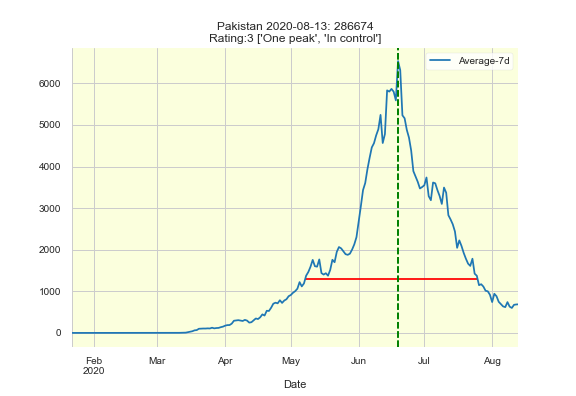 Pakistan 2020-08-13: 286674
Rating:3 ['One peak', 'In control']
Average-7d
6000
5000
4000
3000
2000
1000
0
Feb
2020
Mar
Apr
May
Jun
Jul
Aug
Date